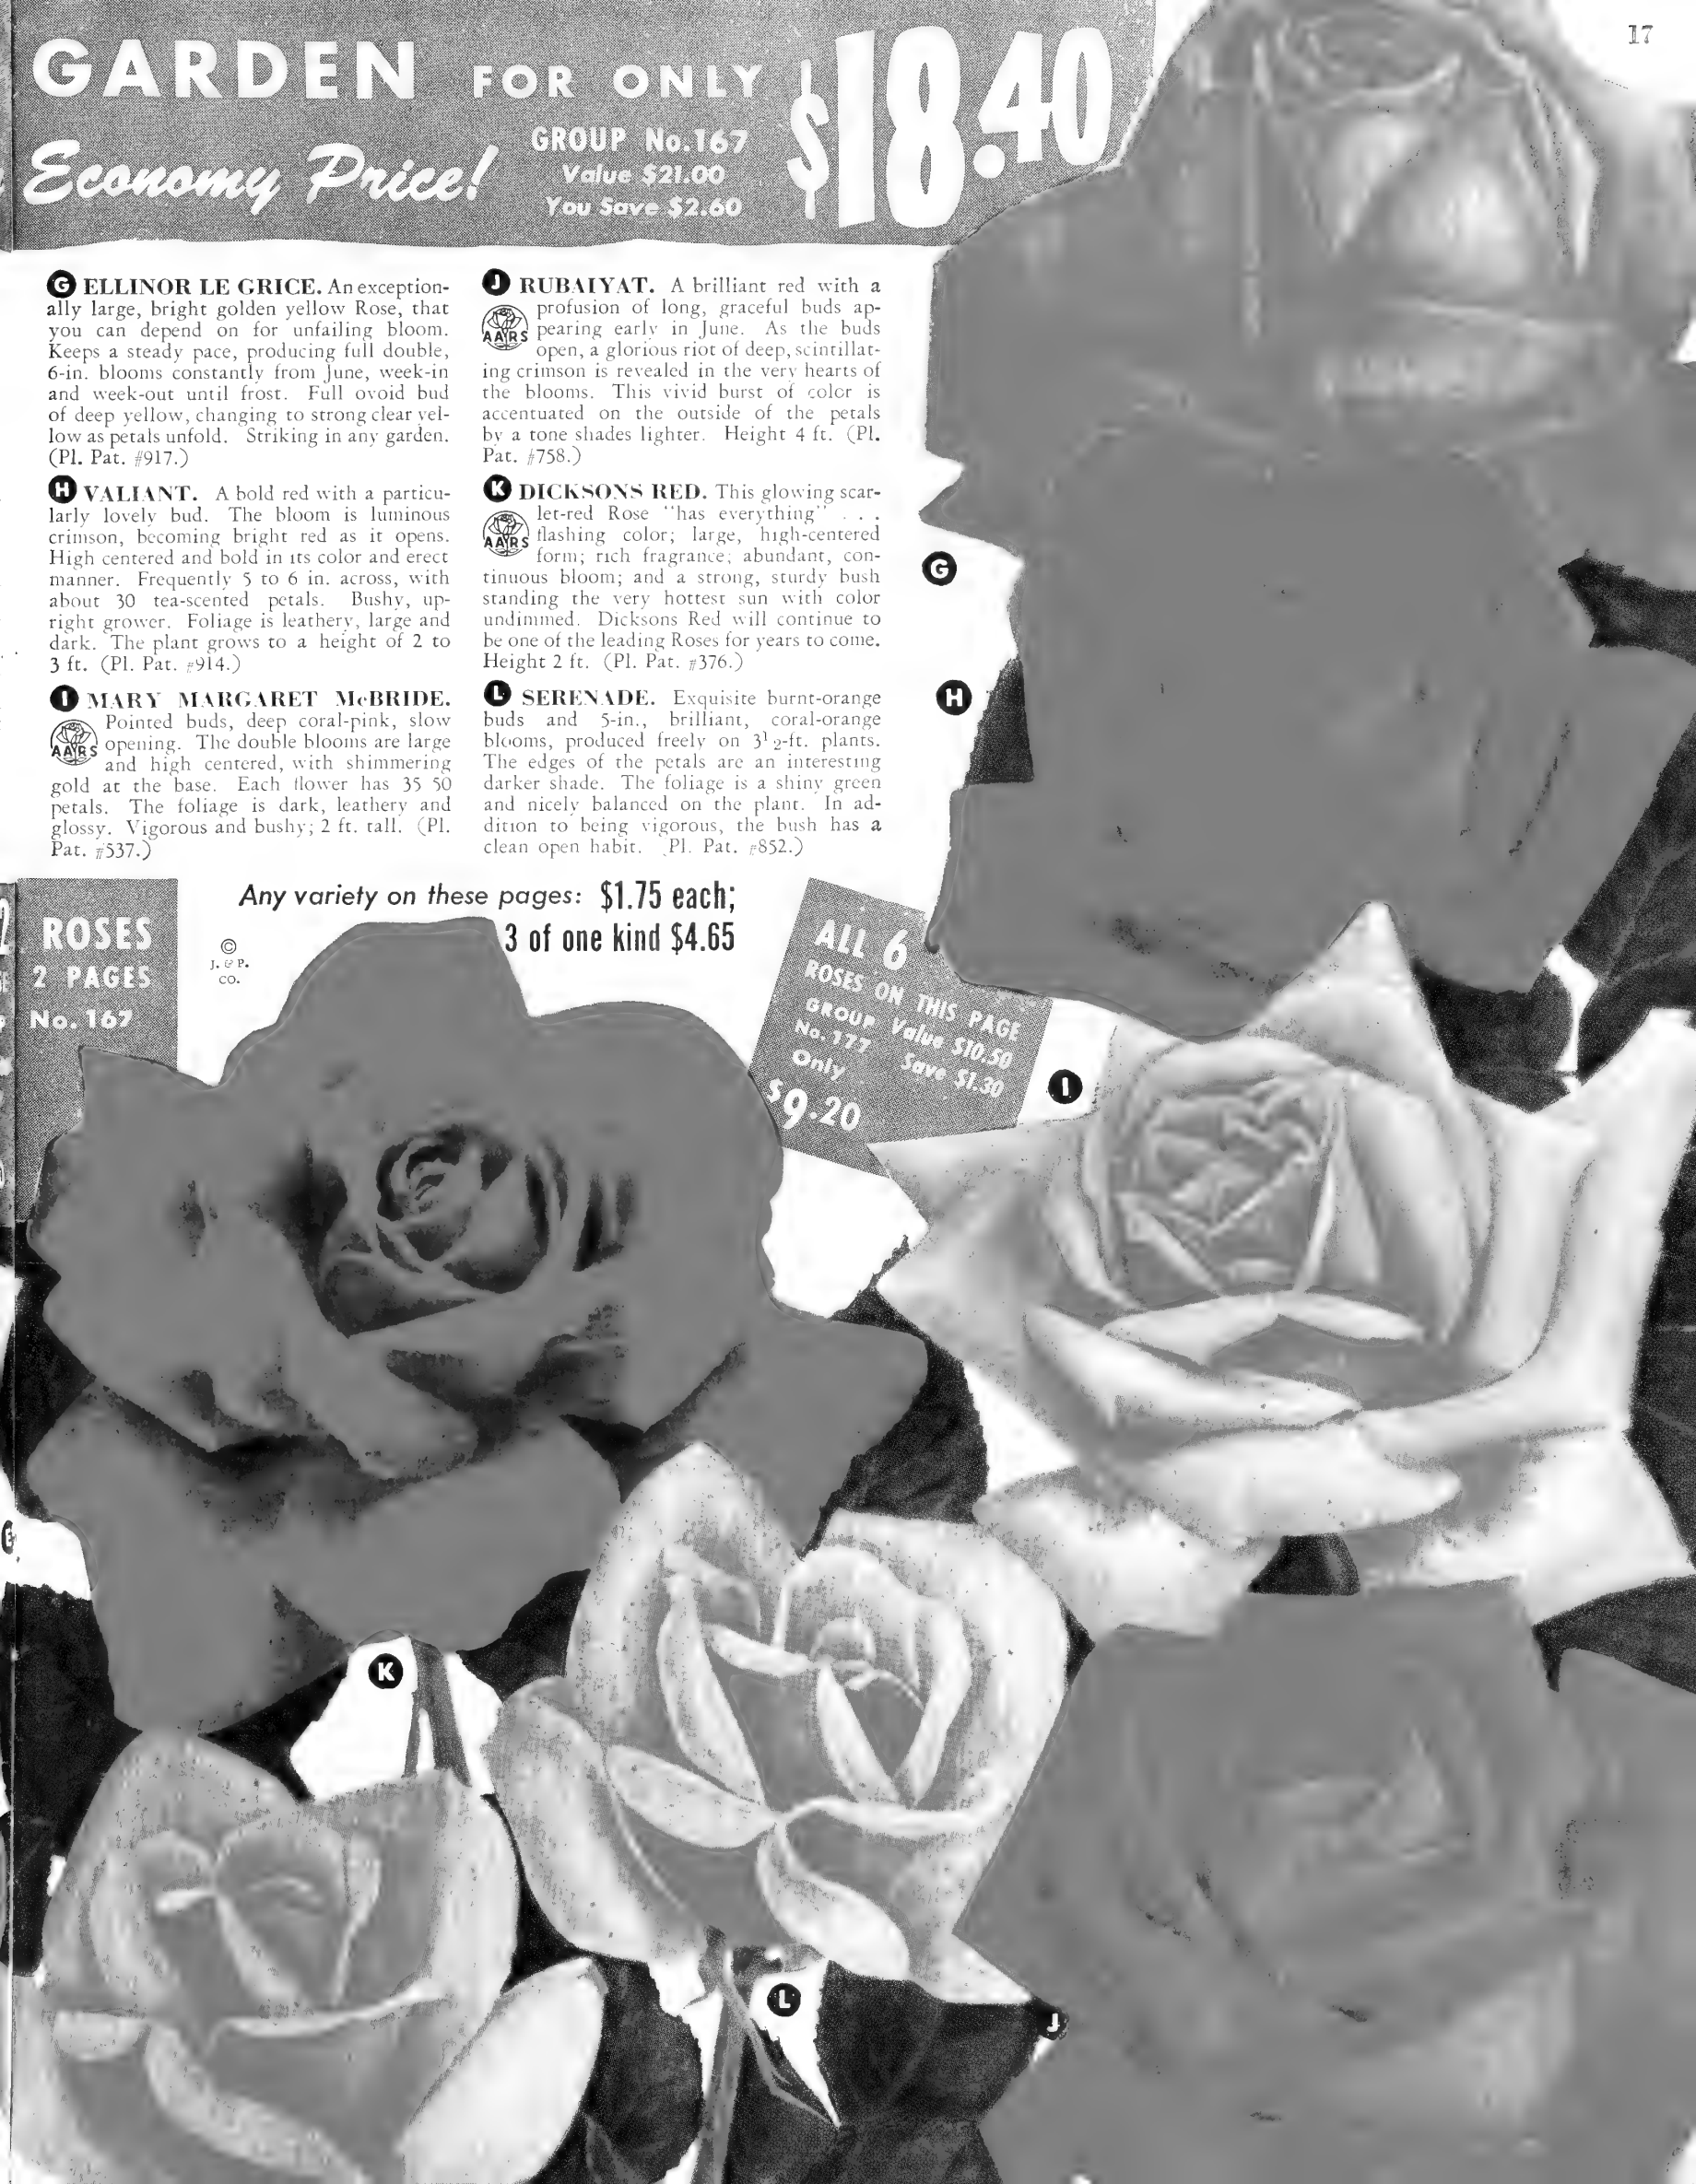 17
GARDEN FOR ONLY $18.40
Economy Price!
GROUP No.167
Value $21.00
You Save $2.60
G ELLINOR LE GRICE. An exception-
ally large, bright golden yellow Rose, that
you can depend on for unfailing bloom.
Keeps a steady pace, producing full double,
6-in. blooms constantly from June, week-in
and week-out until frost. Full ovoid bud
of deep yellow, changing to strong clear yel-
low as petals unfold. Striking in any garden.
(Pl. Pat. #917.)
H VALIANT. A bold red with a particu-
larly lovely bud. The bloom is luminous
crimson, becoming bright red as it opens.
High centered and bold in its color and erect
manner. Frequently 5 to 6 in. across, with
about 30 tea-scented petals. Bushy, up-
right grower. Foliage is leathery, large and
dark. The plant grows to a height of 2 to
3 ft. (Pl. Pat. #914.)
I MARY MARGARET McBRIDE.
AARS Pointed buds, deep coral-pink, slow
opening. The double blooms are large
and high centered, with shimmering
gold at the base. Each flower has 35 50
petals. The foliage is dark, leathery and
glossy. Vigorous and bushy; 2 ft. tall. (Pl.
Pat. #537.)
J RUBAIYAT. A brilliant red with a
AARS profusion of long, graceful buds ap-
pearing early in June. As the buds
open, a glorious riot of deep, scintillat-
ing crimson is revealed in the very hearts of
the blooms. This vivid burst of color is
accentuated on the outside of the petals
by a tone shades lighter. Height 4 ft. (Pl.
Pat. #758.)
K DICKSONS RED. This glowing scar-
AARS let-red Rose "has everything" . . .
flashing color; large, high-centered
form; rich fragrance; abundant, con-
tinuous bloom; and a strong, sturdy bush
standing the very hottest sun with color
undimmed. Dicksons Red will continue to
be one of the leading Roses for years to come.
Height 2 ft. (Pl. Pat. #376.)
L SERENADE. Exquisite burnt-orange
buds and 5-in., brilliant, coral-orange
blooms, produced freely on 3½-ft. plants.
The edges of the petals are an interesting
darker shade. The foliage is a shiny green
and nicely balanced on the plant. In ad-
dition to being vigorous, the bush has a
clean open habit. Pl. Pat. #852.)
Any variety on these pages: $1.75 each;
3 of one kind $4.65
ROSES
2 PAGES
No. 167
©
J. & P.
CO.
ALL 6
ROSES ON THIS PAGE
GROUP Value $10.50
No. 177 Save $1.30
Only
$9.20
G
H
I
K
L
J